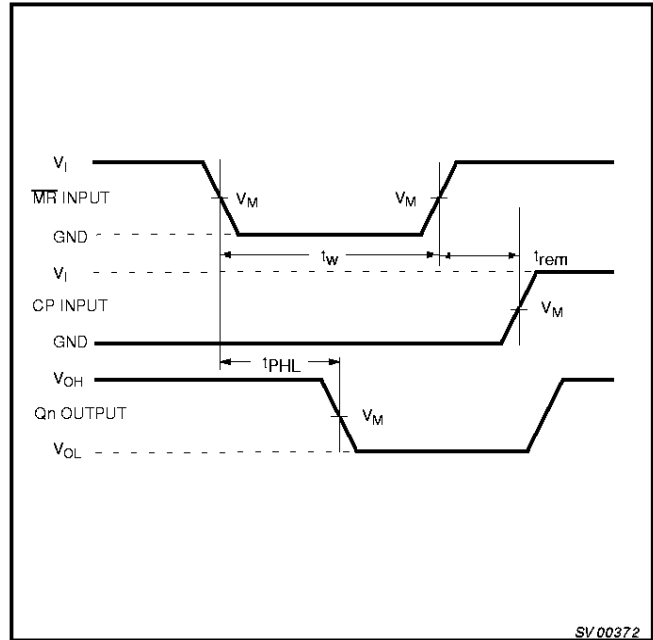 VI
MR INPUT
VM
VM
GND
tw
trem
VI
CP INPUT
VM
GND
tPHL
VOH
Qn OUTPUT
VM
VOL
SV00372